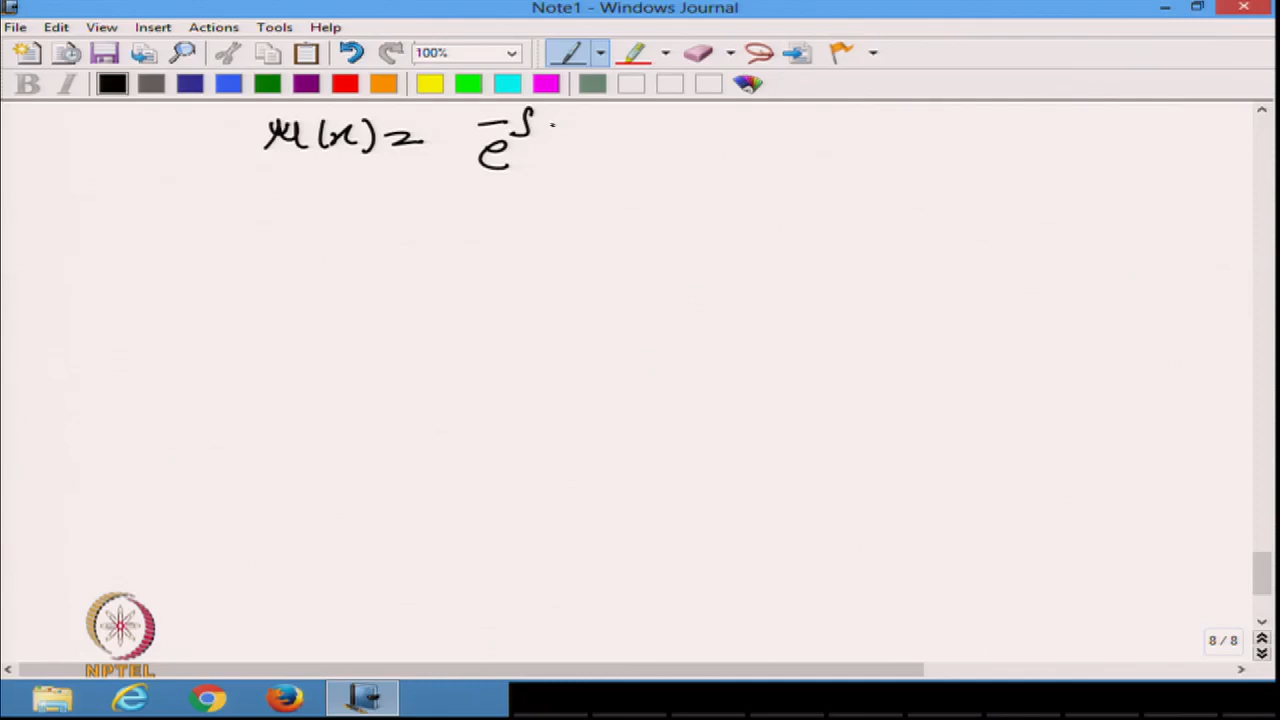 Note1 - Windows Journal
File Edit View Insert Actions Tools Help
100%
B I
μ(x) = e^-∫
8 / 8
NPTEL